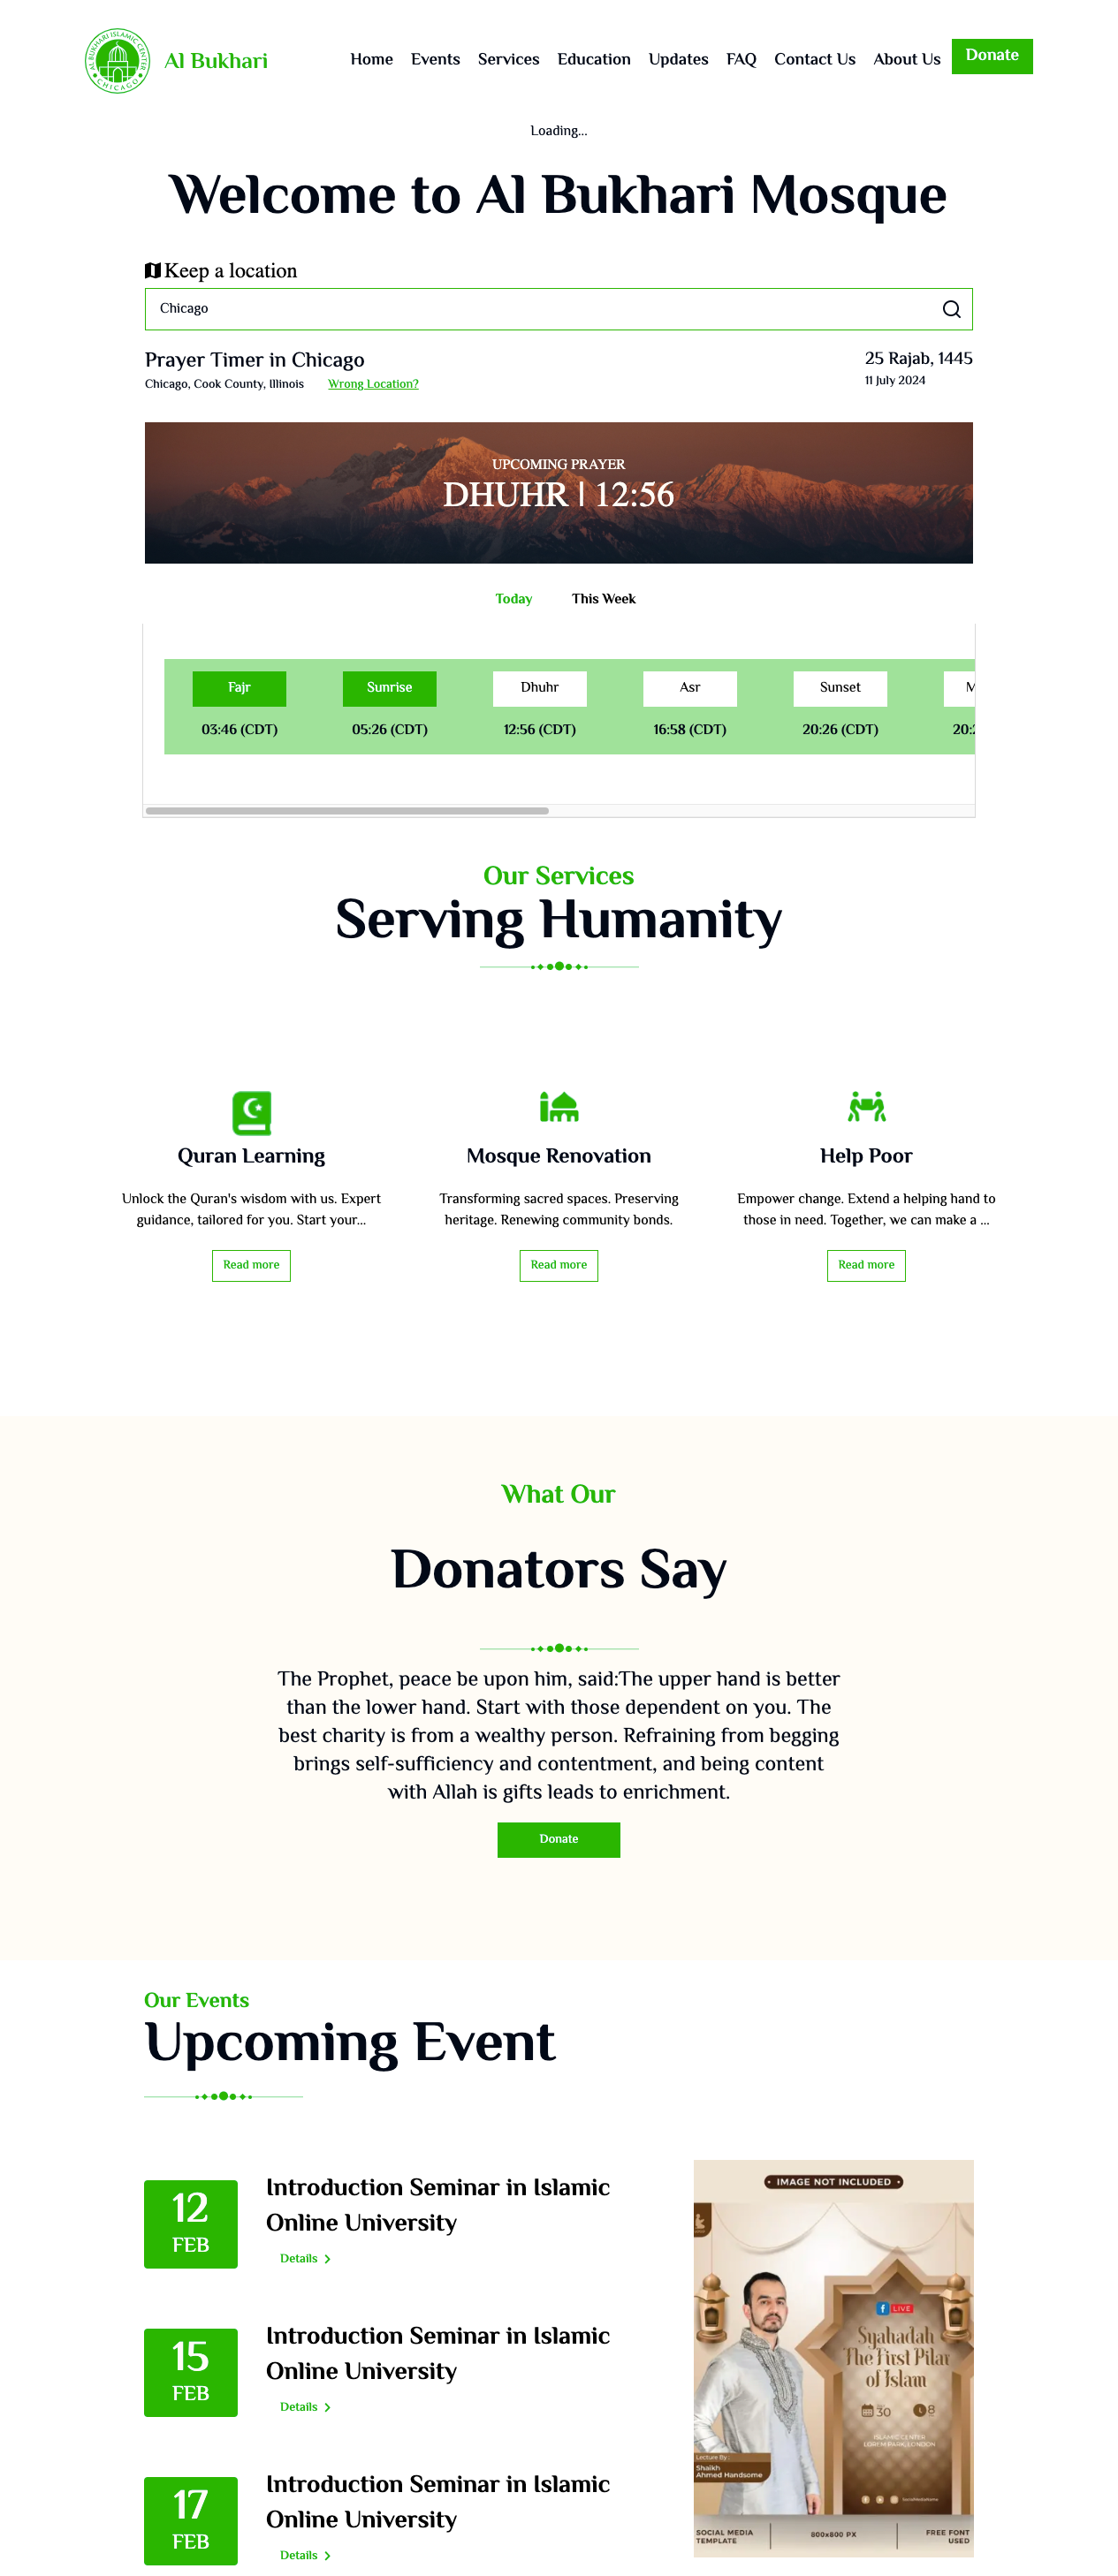 AL BUKHARI ISLAMIC CENTER
CHICAGO
Al Bukhari
Home Events Services Education Updates FAQ Contact Us About Us Donate
Loading...
Welcome to Al Bukhari Mosque
Keep a location
Chicago
Prayer Timer in Chicago
25 Rajab, 1445
Chicago, Cook County, Illinois Wrong Location?
11 July 2024
UPCOMING PRAYER
DHUHR | 12:56
Today This Week
Fajr Sunrise Dhuhr Asr Sunset M
03:46 (CDT) 05:26 (CDT) 12:56 (CDT) 16:58 (CDT) 20:26 (CDT) 20:2
Our Services
Serving Humanity
Quran Learning
Unlock the Quran's wisdom with us. Expert
guidance, tailored for you. Start your...
Read more
Mosque Renovation
Transforming sacred spaces. Preserving
heritage. Renewing community bonds.
Read more
Help Poor
Empower change. Extend a helping hand to
those in need. Together, we can make a ...
Read more
What Our
Donators Say
The Prophet, peace be upon him, said:The upper hand is better
than the lower hand. Start with those dependent on you. The
best charity is from a wealthy person. Refraining from begging
brings self-sufficiency and contentment, and being content
with Allah is gifts leads to enrichment.
Donate
Our Events
Upcoming Event
12
FEB
Introduction Seminar in Islamic
Online University
Details
15
FEB
Introduction Seminar in Islamic
Online University
Details
17
FEB
Introduction Seminar in Islamic
Online University
Details
IMAGE NOT INCLUDED
LIVE
Syahadah
The First Pilar
of Islam
30 8
ISLAMIC CENTER
LOREM PARK, LONDON
Lecture By :
Shaikh
Ahmed Handsome
SOCIAL MEDIA
TEMPLATE
800x800 PX
FREE FONT
USED